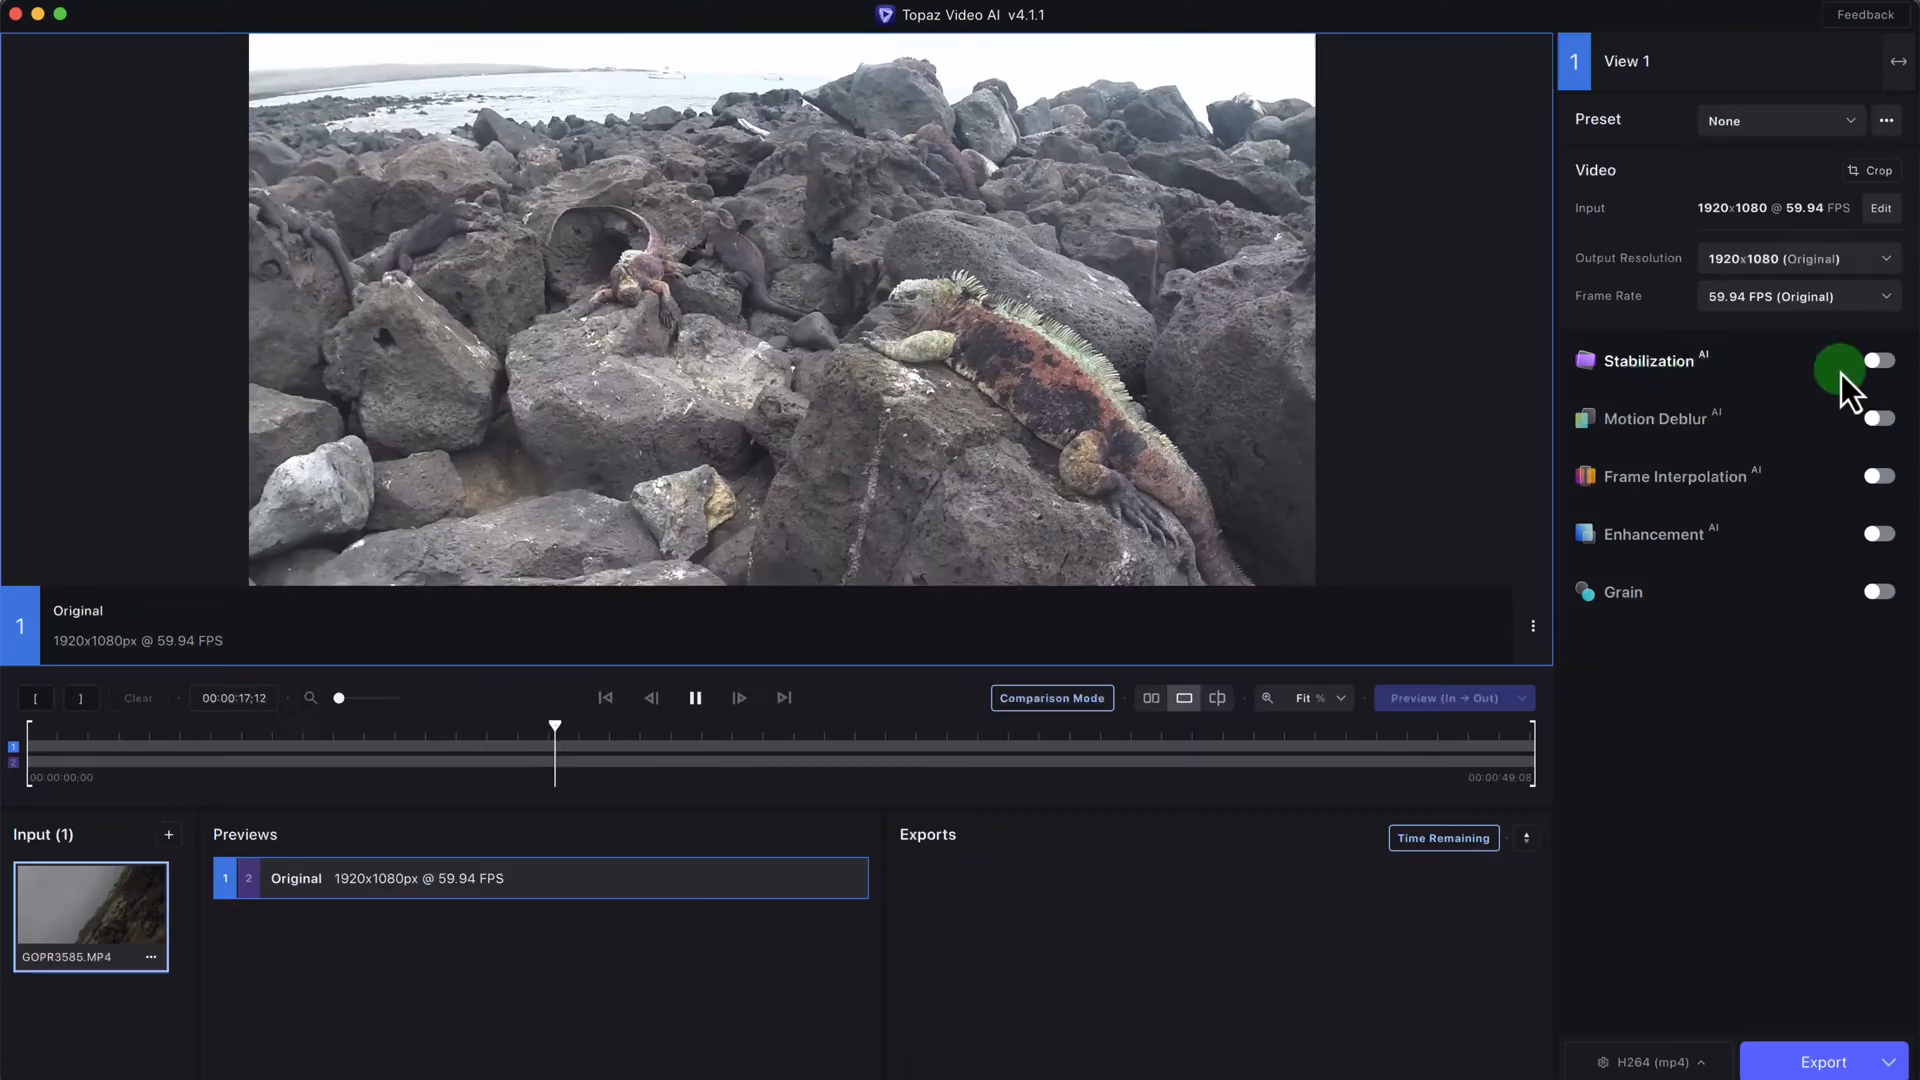 Topaz Video AI v4.1.1
Feedback
1 View 1
Preset None
Video Crop
Input 1920x1080 @ 59.94 FPS Edit
Output Resolution 1920x1080 (Original)
Frame Rate 59.94 FPS (Original)
Stabilization AI
Motion Deblur AI
Frame Interpolation AI
Enhancement AI
Grain
1
Original
1920x1080px @ 59.94 FPS
[ ] Clear 00:00:17;12
Comparison Mode
Fit %
Preview (In → Out)
1
2
00:00:00;00
00:00:49;08
Input (1) +
GOPR3585.MP4
Previews
1 2 Original 1920x1080px @ 59.94 FPS
Exports
Time Remaining
H264 (mp4)
Export